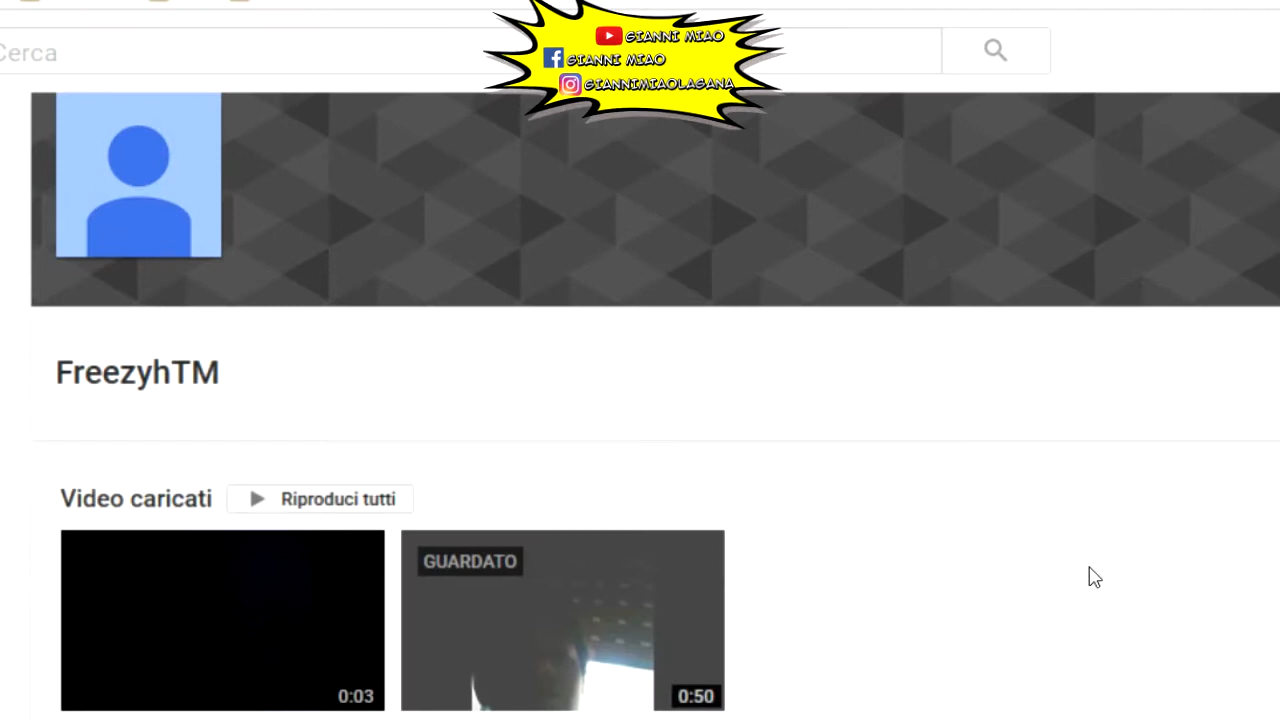 Cerca
GIANNI MIAO
GIANNI MIAO
GIANNIMIAOLAGANA
FreezyhTM
Video caricati
Riproduci tutti
GUARDATO
0:03
0:50